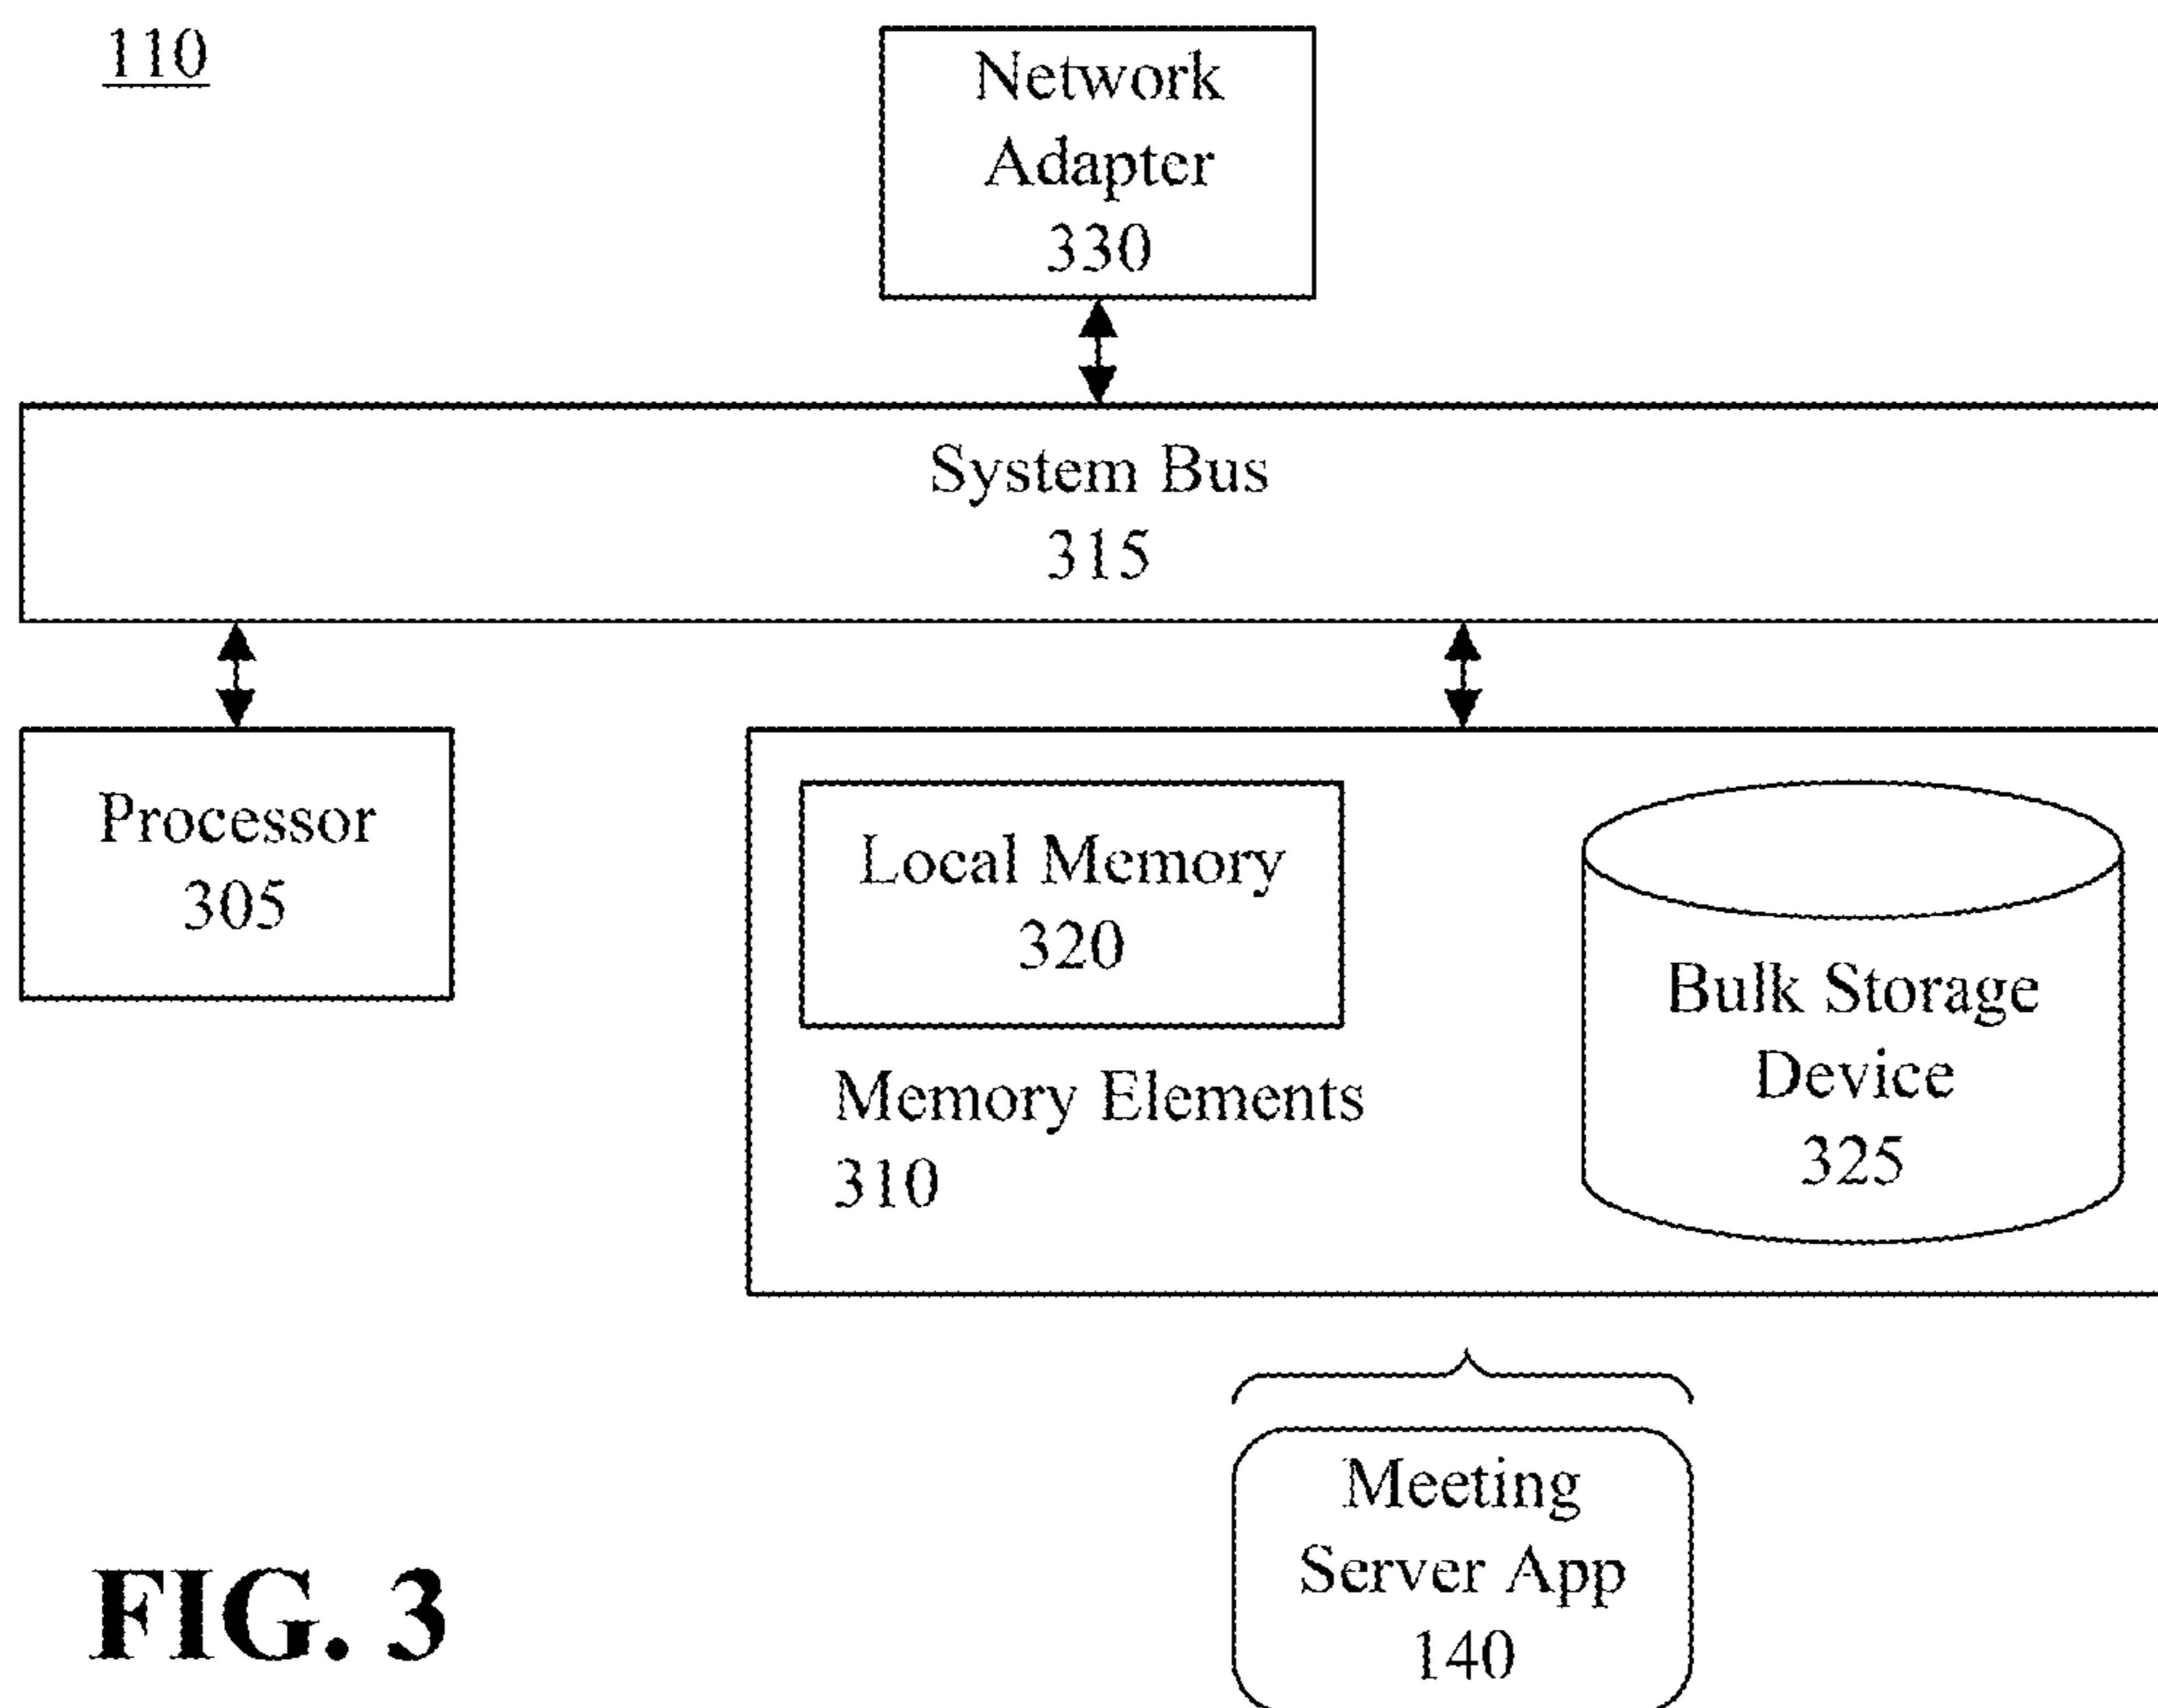 110
Network
Adapter
330
System Bus
315
Processor
305
Local Memory
320
Memory Elements
310
Bulk Storage
Device
325
Meeting
Server App
140
FIG. 3